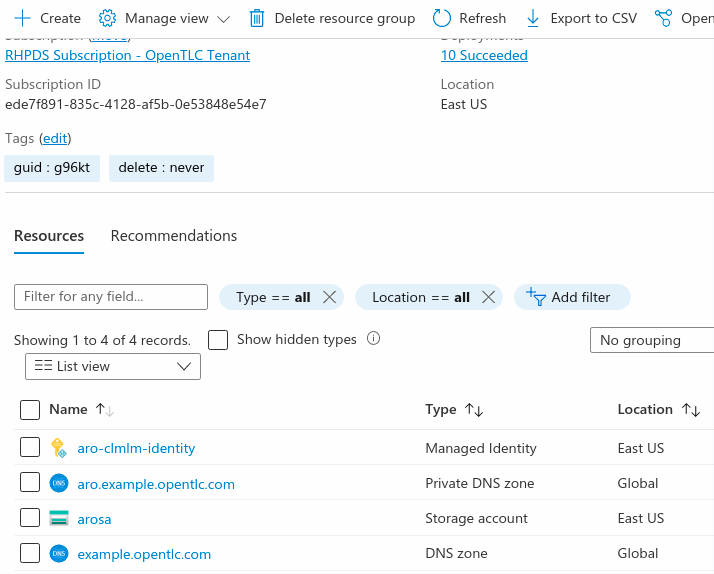 Create Manage view Delete resource group Refresh Export to CSV Open
Subscription (move) Deployments
RHPDS Subscription - OpenTLC Tenant 10 Succeeded
Subscription ID Location
ede7f891-835c-4128-af5b-0e53848e54e7 East US
Tags (edit)
guid : g96kt delete : never
Resources Recommendations
Filter for any field... Type == all Location == all Add filter
Showing 1 to 4 of 4 records. Show hidden types No grouping
List view
Name Type Location
aro-clmlm-identity Managed Identity East US
DNS aro.example.opentlc.com Private DNS zone Global
arosa Storage account East US
DNS example.opentlc.com DNS zone Global